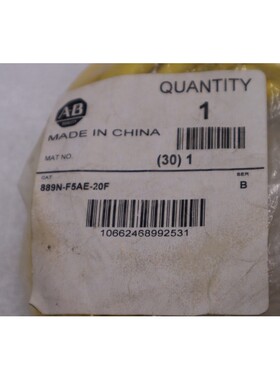 QUANTITY
1
AB
MADE IN CHINA
MAT NO.
(30) 1
CAT
SER
889N-F5AE-20F
B
10662468992531